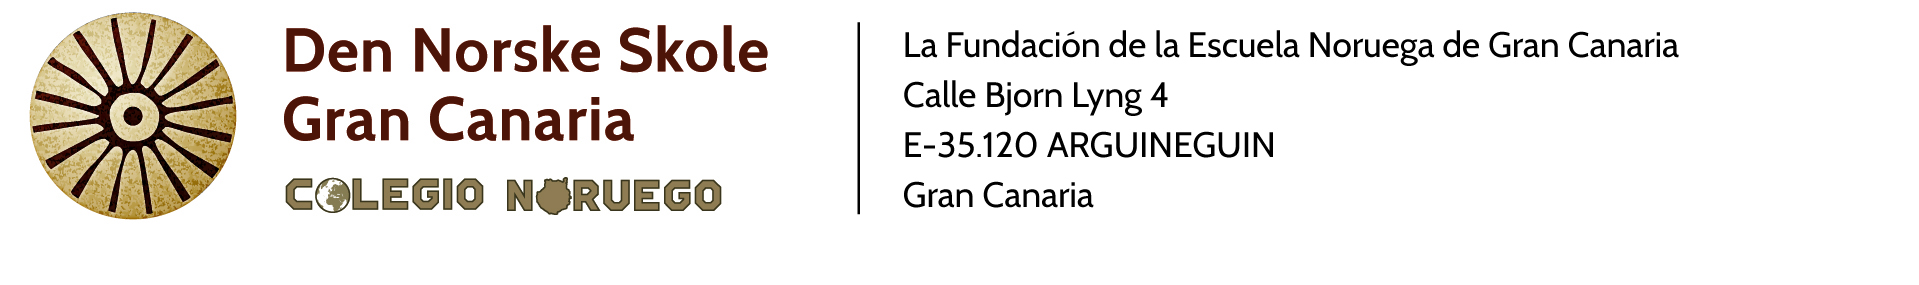 Den Norske Skole
Gran Canaria
COLEGIO NORUEGO
La Fundación de la Escuela Noruega de Gran Canaria
Calle Bjorn Lyng 4
E-35.120 ARGUINEGUIN
Gran Canaria